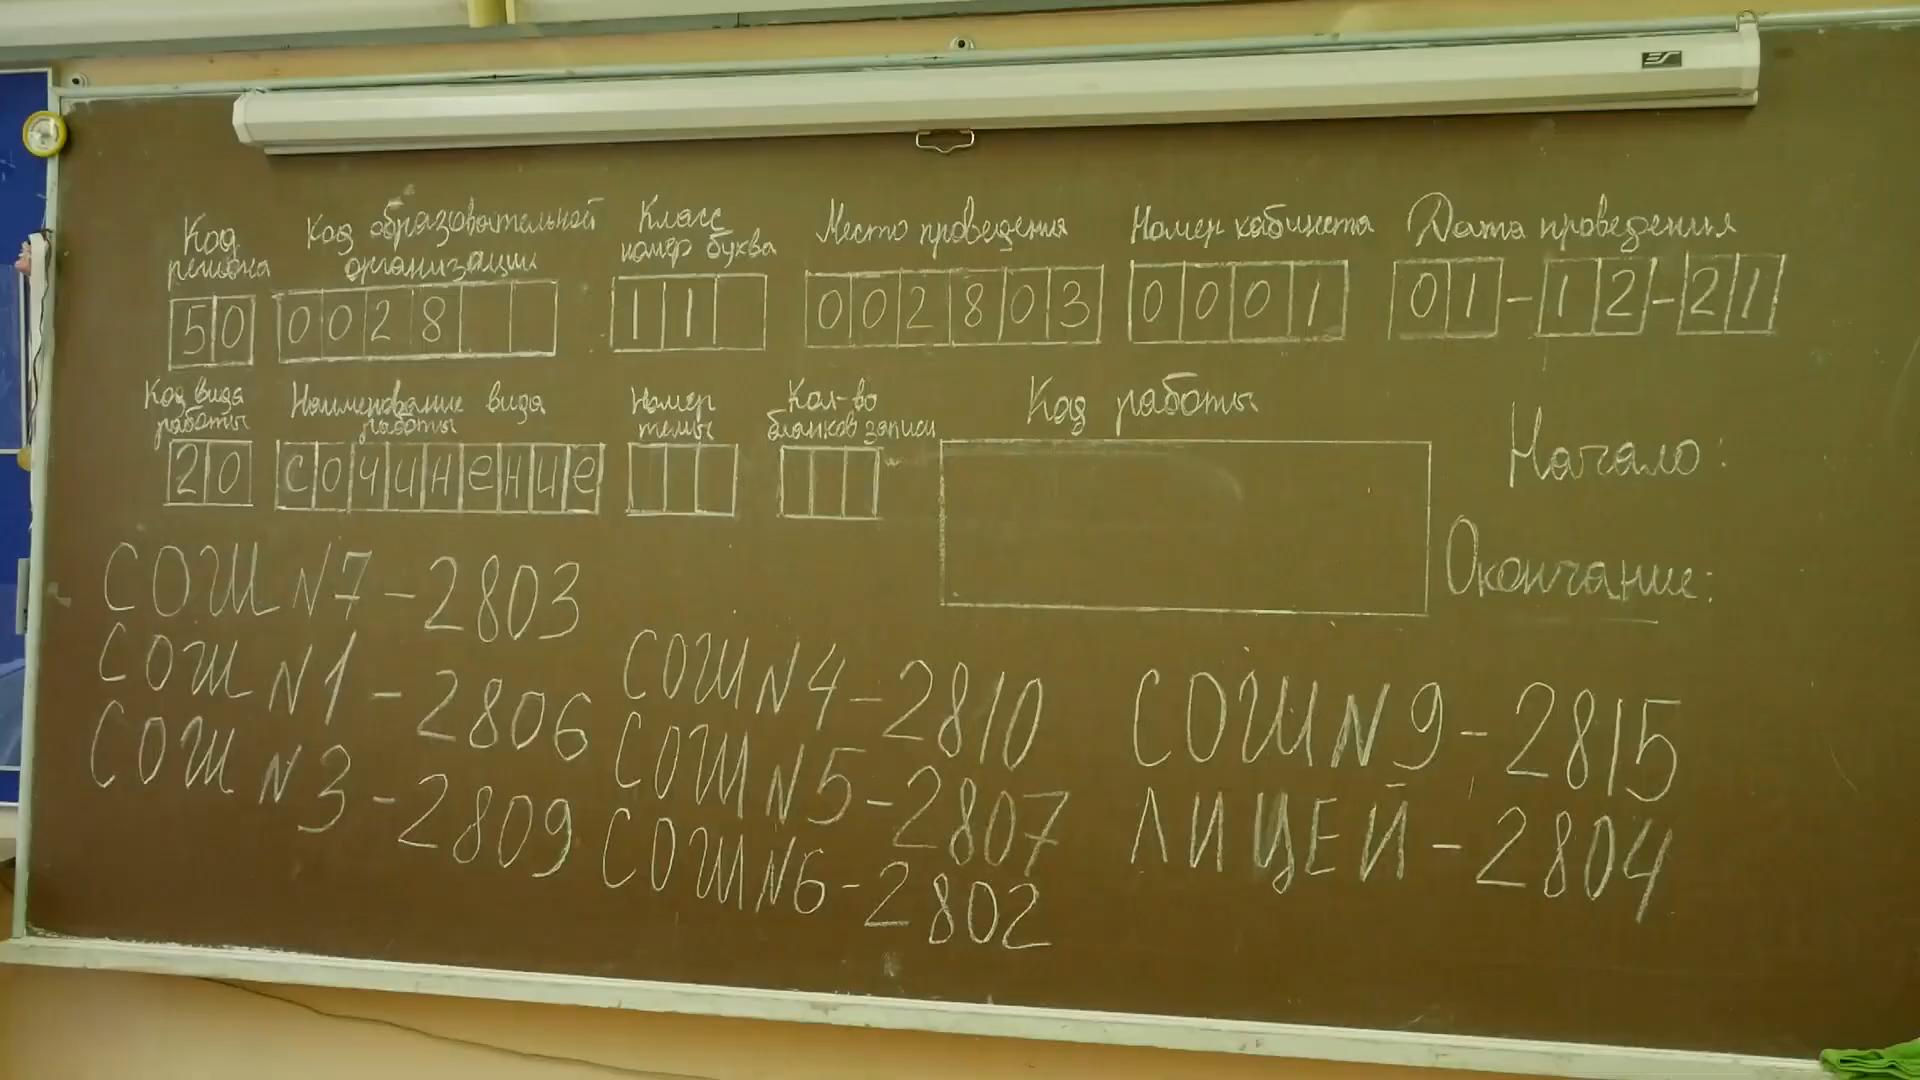 Код региона
Код образовательной организации
Класс номер буква
Место проведения
Номер кабинета
Дата проведения
50
0028
11
002803
0001
01-12-21
Код вида работы
Наименование вида работы
Номер темы
Кол-во бланков записи
Код работы
20
сочинение
Начало:
Окончание:
СОШ N7-2803
СОШ N1-2806
СОШ N3-2809
СОШ N4-2810
СОШ N5-2807
СОШ N6-2802
СОШ N9-2815
ЛИЦЕЙ-2804
ES